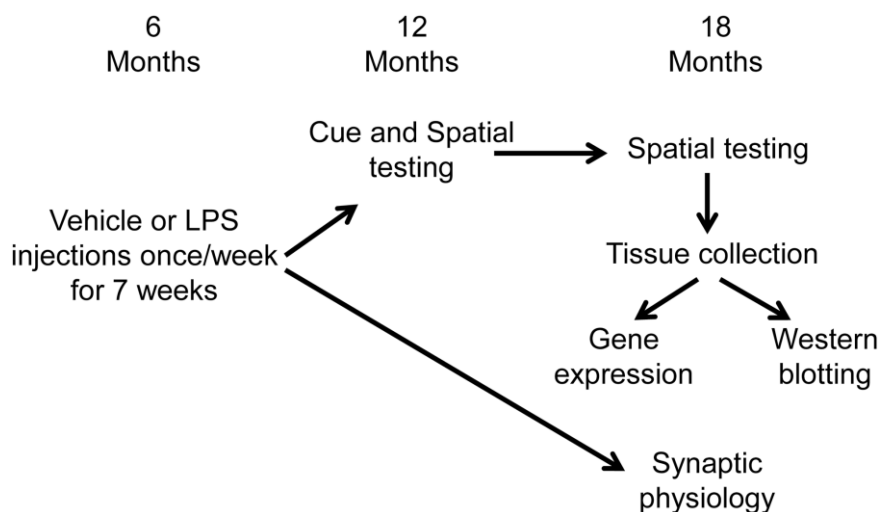 6
Months
12
Months
18
Months
Cue and Spatial
testing
Spatial testing
Vehicle or LPS
injections once/week
for 7 weeks
Tissue collection
Gene
expression
Western
blotting
Synaptic
physiology